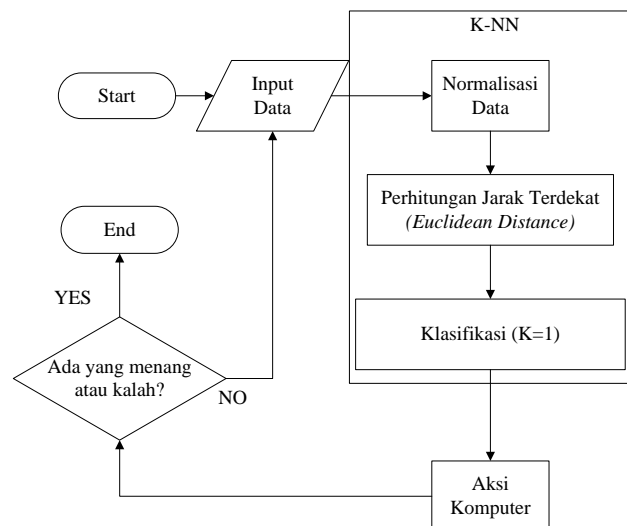 K-NN
Start
Input
Data
Normalisasi
Data
Perhitungan Jarak Terdekat
(Euclidean Distance)
Klasifikasi (K=1)
Aksi
Komputer
Ada yang menang
atau kalah?
NO
YES
End